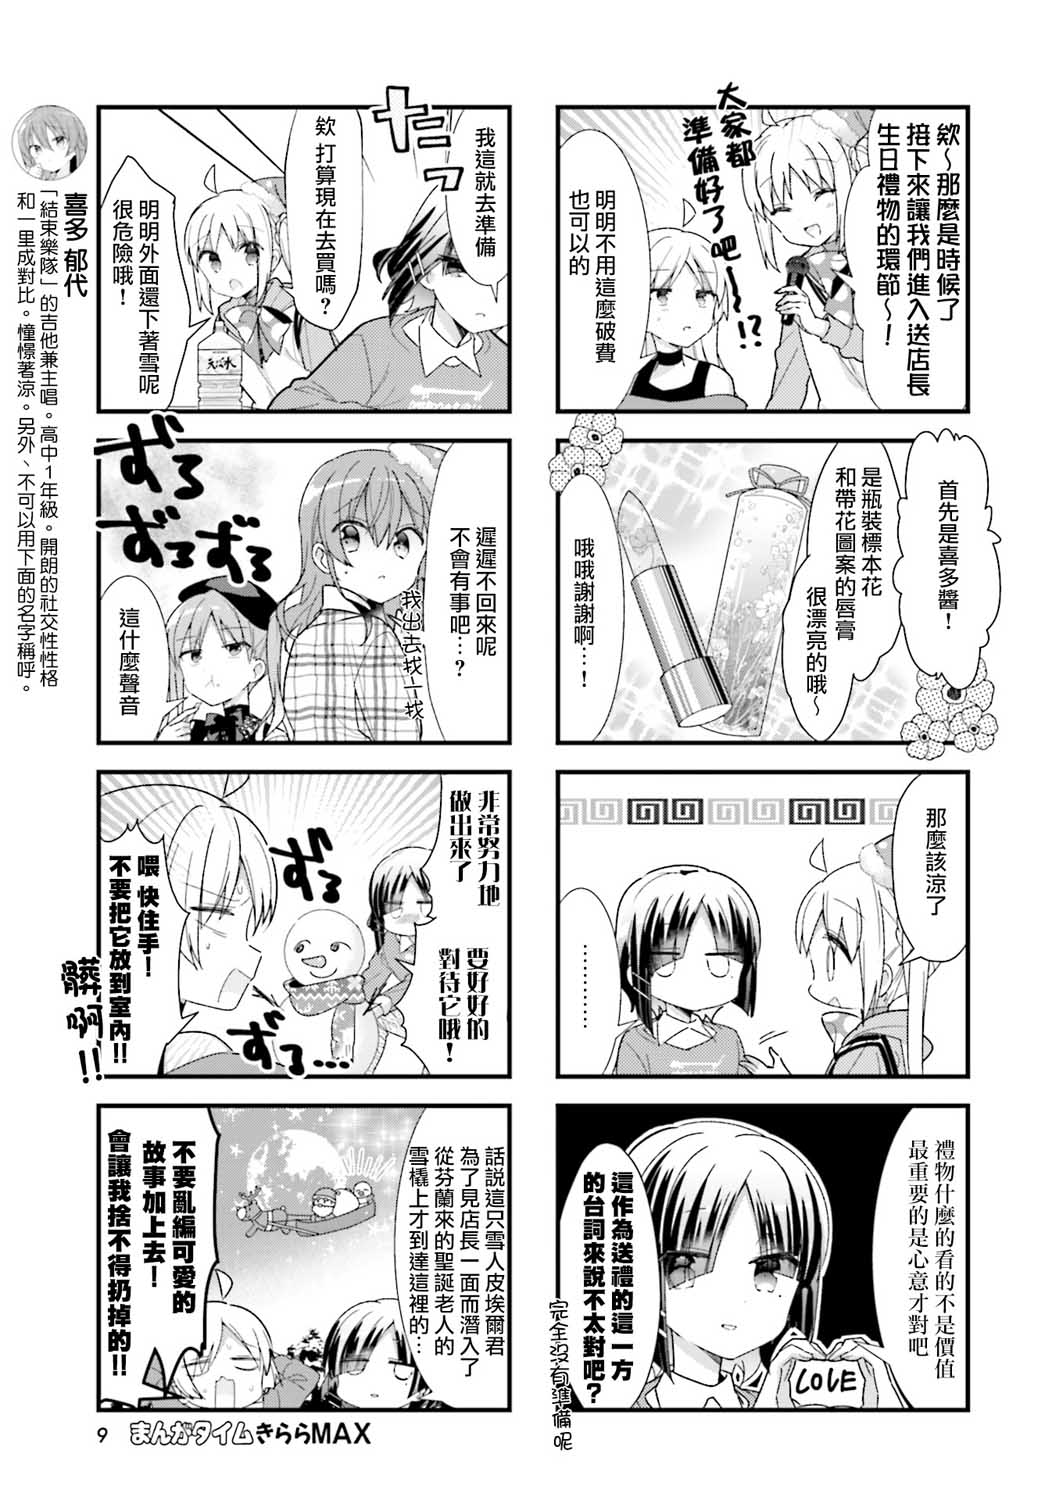 欸～那麼是時候了
接下來讓我們進入送店長
生日禮物的環節～！
大家都
準備好了吧～～!?
明明不用這麼破費
也可以的
首先是喜多醬！
是瓶裝標本花
和帶花圖案的唇膏
很漂亮的哦～
哦哦謝謝啊…！
那麼該涼了
…………
禮物什麼的看的不是價值
最重要的是心意才對吧
LOVE
這作為送禮的這一方
的台詞來說不太對吧？
完全沒有準備呢
我這就去準備
たっ
欸 打算現在去買嗎？
明明外面還下著雪呢
很危險哦！
天然水
遲遲不回來呢
不會有事吧…？
我出去找一找
ずる
ずる
ずる
這什麼聲音
非常努力地
做出來了
要好好的
對待它哦！
ずる
ずる…
喂 快住手！
不要把它放到室內!!
髒啊!!
話說這只雪人皮埃爾君
為了見店長一面而潛入了
從芬蘭來的聖誕老人的
雪橇上才到達這裡的…
不要亂編可愛的
故事加上去！
會讓我捨不得扔掉的!!
喜多 郁代
「結束樂隊」的吉他兼主唱。高中1年級。開朗的社交性性格
和一里成對比。憧憬著涼。另外、不可以用下面的名字稱呼。
9 まんがタイムきららMAX